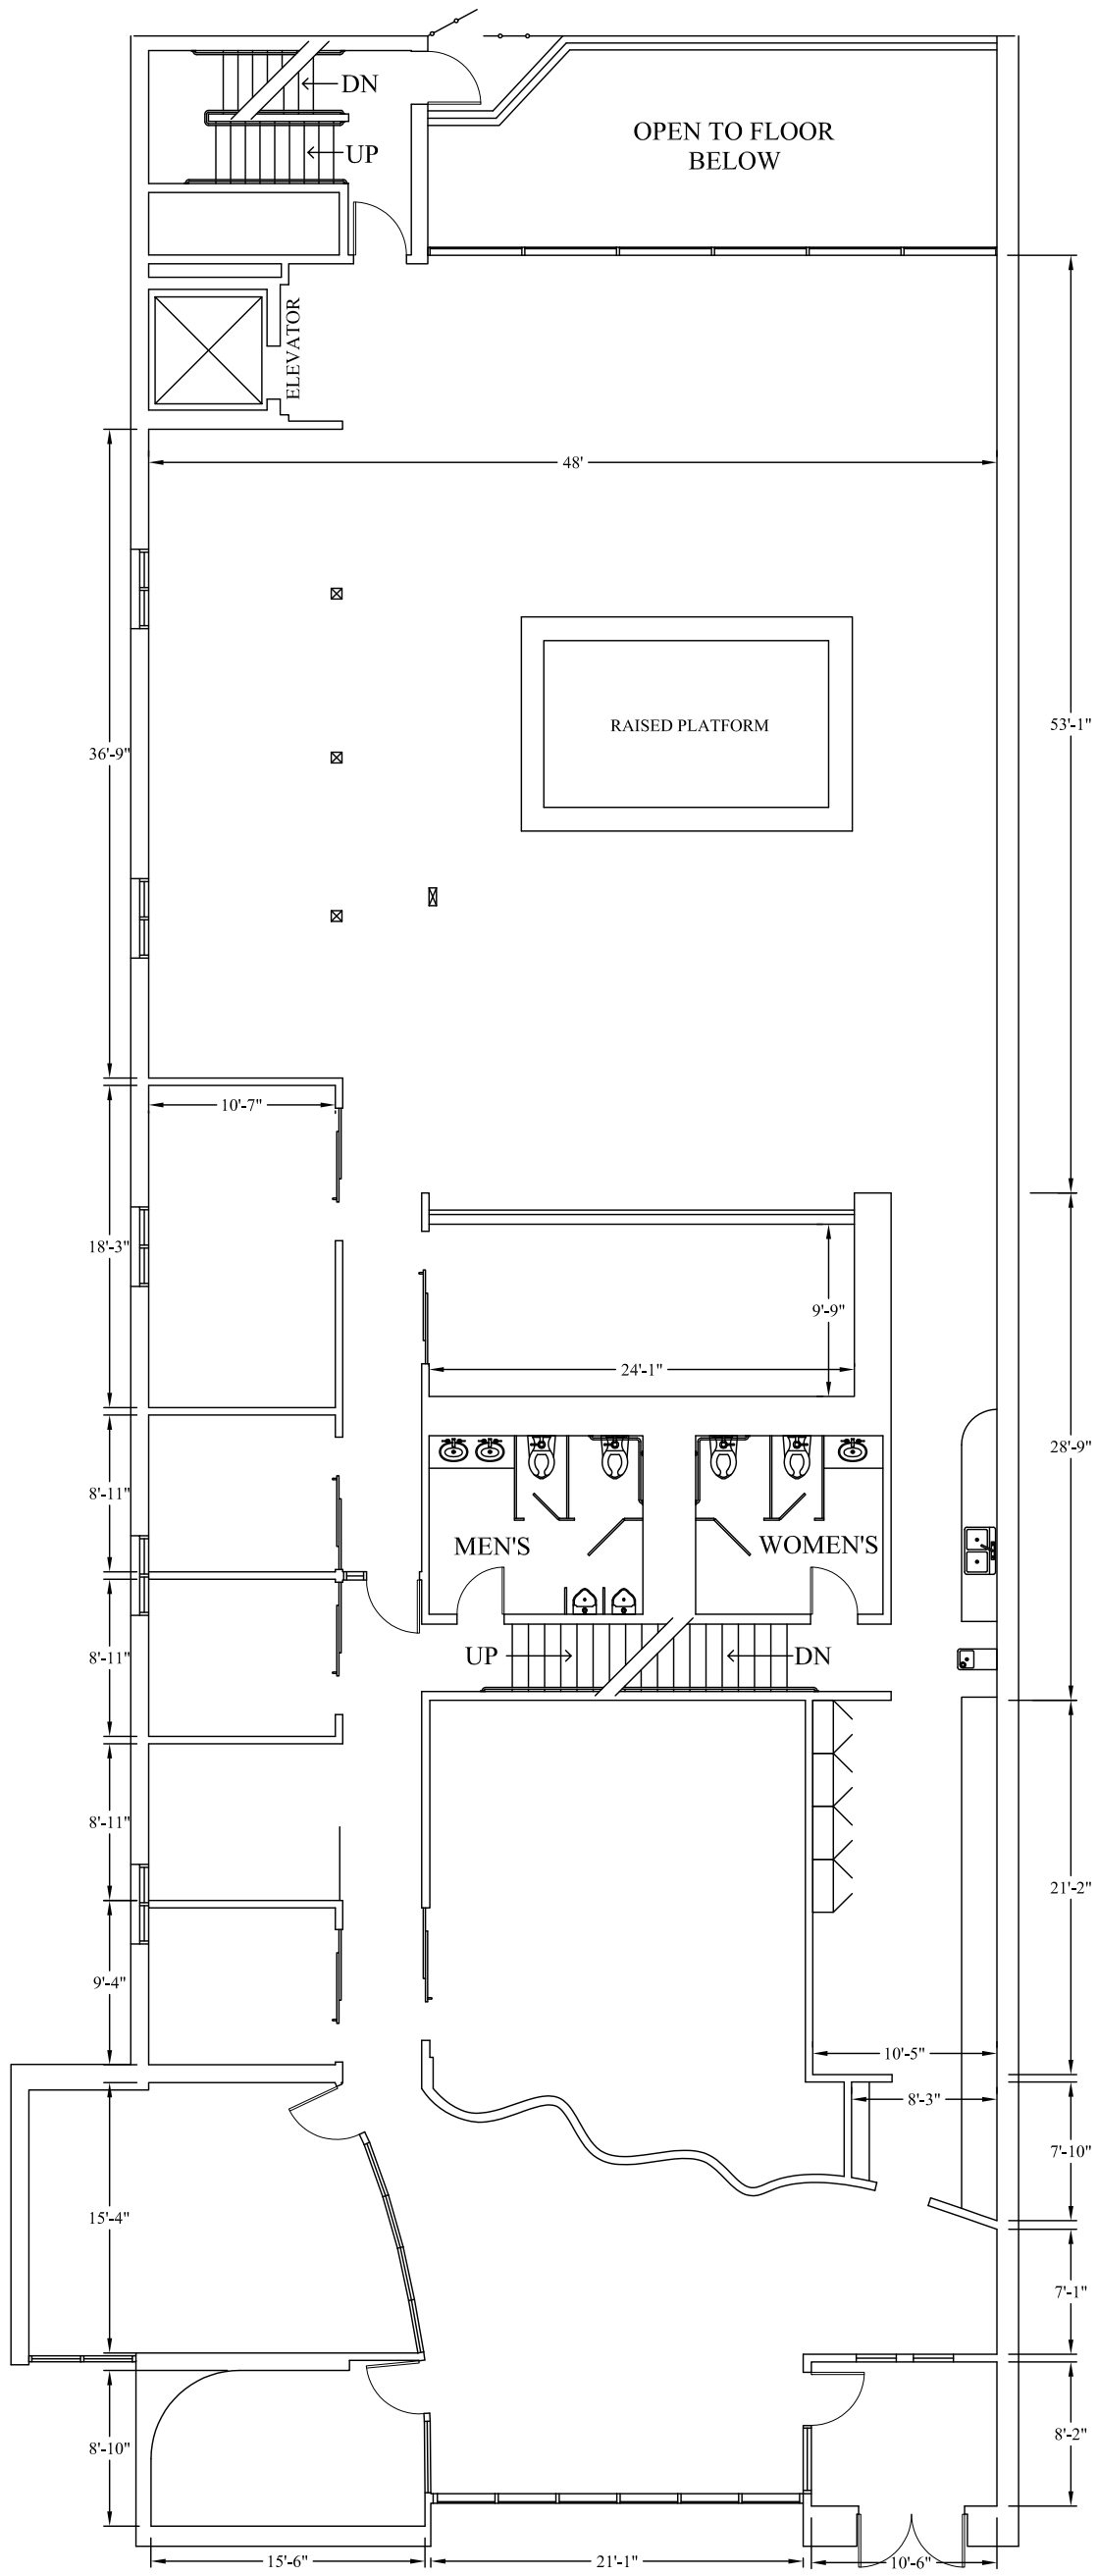 DN
UP
OPEN TO FLOOR
BELOW
ELEVATOR
48'
36'-9"
53'-1"
RAISED PLATFORM
10'-7"
18'-3"
9'-9"
24'-1"
28'-9"
8'-11"
MEN'S
WOMEN'S
UP
DN
8'-11"
8'-11"
21'-2"
9'-4"
10'-5"
8'-3"
7'-10"
15'-4"
7'-1"
8'-10"
8'-2"
15'-6"
21'-1"
10'-6"